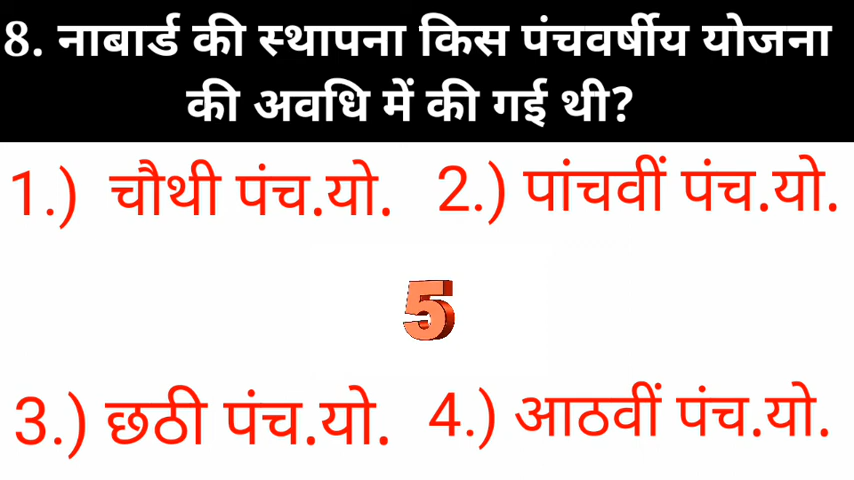 8. नाबार्ड की स्थापना किस पंचवर्षीय योजना
की अवधि में की गई थी?
1.) चौथी पंच.यो. 2.) पांचवीं पंच.यो.
5
3.) छठी पंच.यो. 4.) आठवीं पंच.यो.